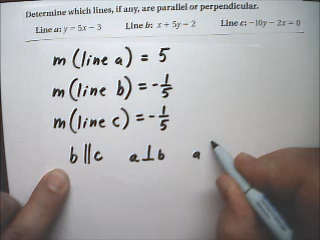 Determine which lines, if any, are parallel or perpendicular.
Line a: y = 5x − 3 Line b: x + 5y − 2 Line c: −10y − 2x = 0
m (line a) = 5
m (line b) = -1/5
m (line c) = -1/5
b || c a ⊥ b a